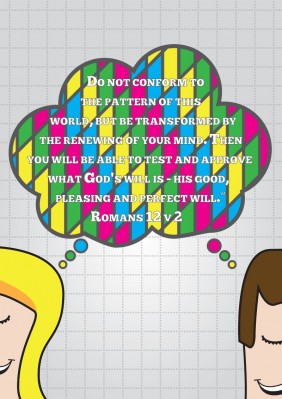 Do not conform to
the pattern of this
world, but be transformed by
the renewing of your mind. Then
you will be able to test and approve
what God's will is - his good,
pleasing and perfect will."
Romans 12 v 2